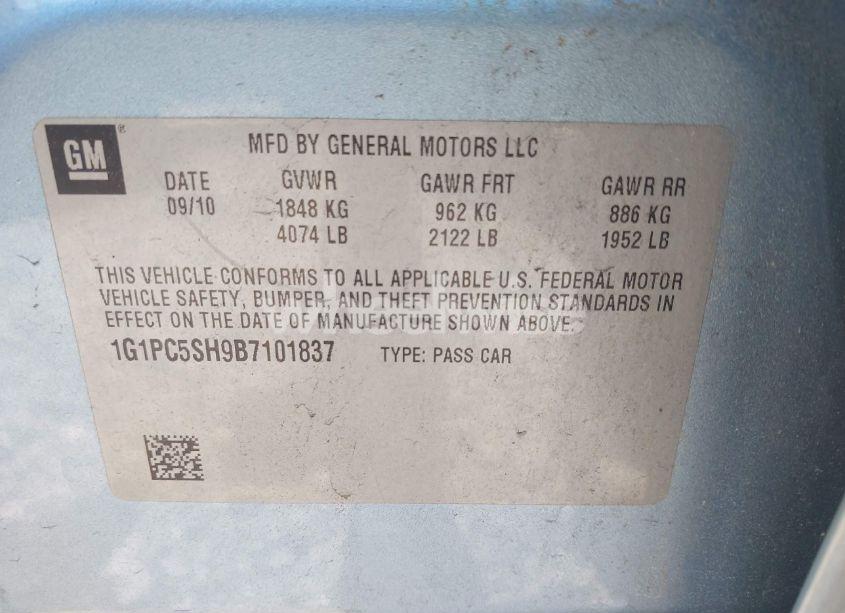 GM
MFD BY GENERAL MOTORS LLC
DATE GVWR GAWR FRT GAWR RR
09/10 1848 KG 962 KG 886 KG
4074 LB 2122 LB 1952 LB
THIS VEHICLE CONFORMS TO ALL APPLICABLE U.S. FEDERAL MOTOR
VEHICLE SAFETY, BUMPER, AND THEFT PREVENTION STANDARDS IN
EFFECT ON THE DATE OF MANUFACTURE SHOWN ABOVE.
1G1PC5SH9B7101837 TYPE: PASS CAR